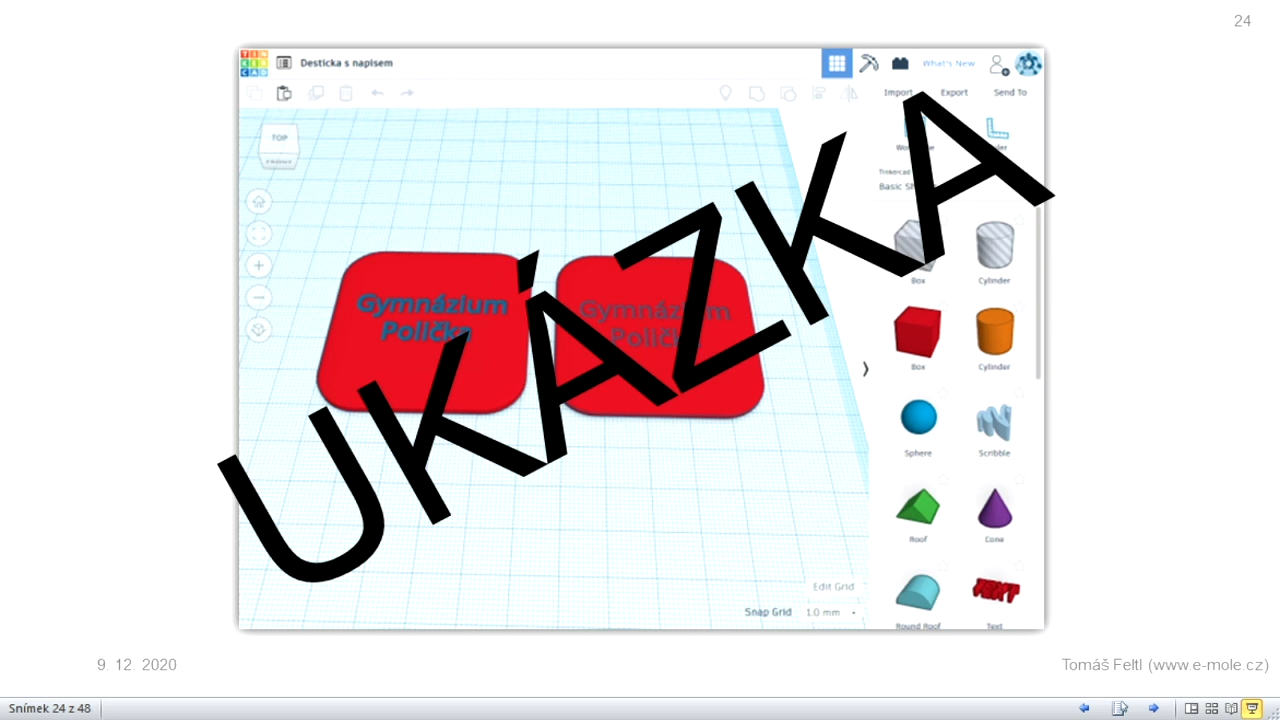 24
TIN
KER
CAD
Desticka s napisem
What's New
Import
Export
Send To
TOP
Tinkercad
Basic
Gymnázium
Polička
Gymnázium
Box
Cylinder
Box
Cylinder
Sphere
Scribble
Roof
Cone
Edit Grid
Snap Grid 1.0 mm
Round Roof
Text
UKÁZKA
9. 12. 2020
Tomáš Feltl (www.e-mole.cz)
Snímek 24 z 48